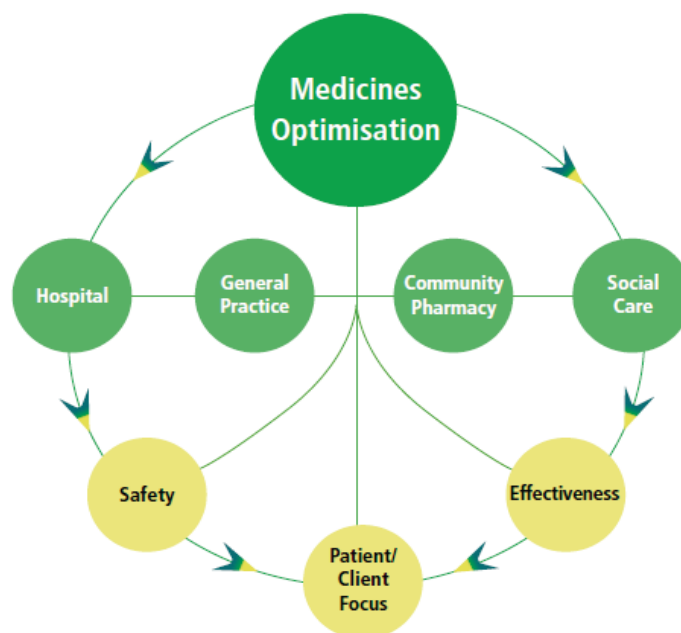 Medicines
Optimisation
Hospital
General
Practice
Community
Pharmacy
Social
Care
Safety
Effectiveness
Patient/
Client
Focus